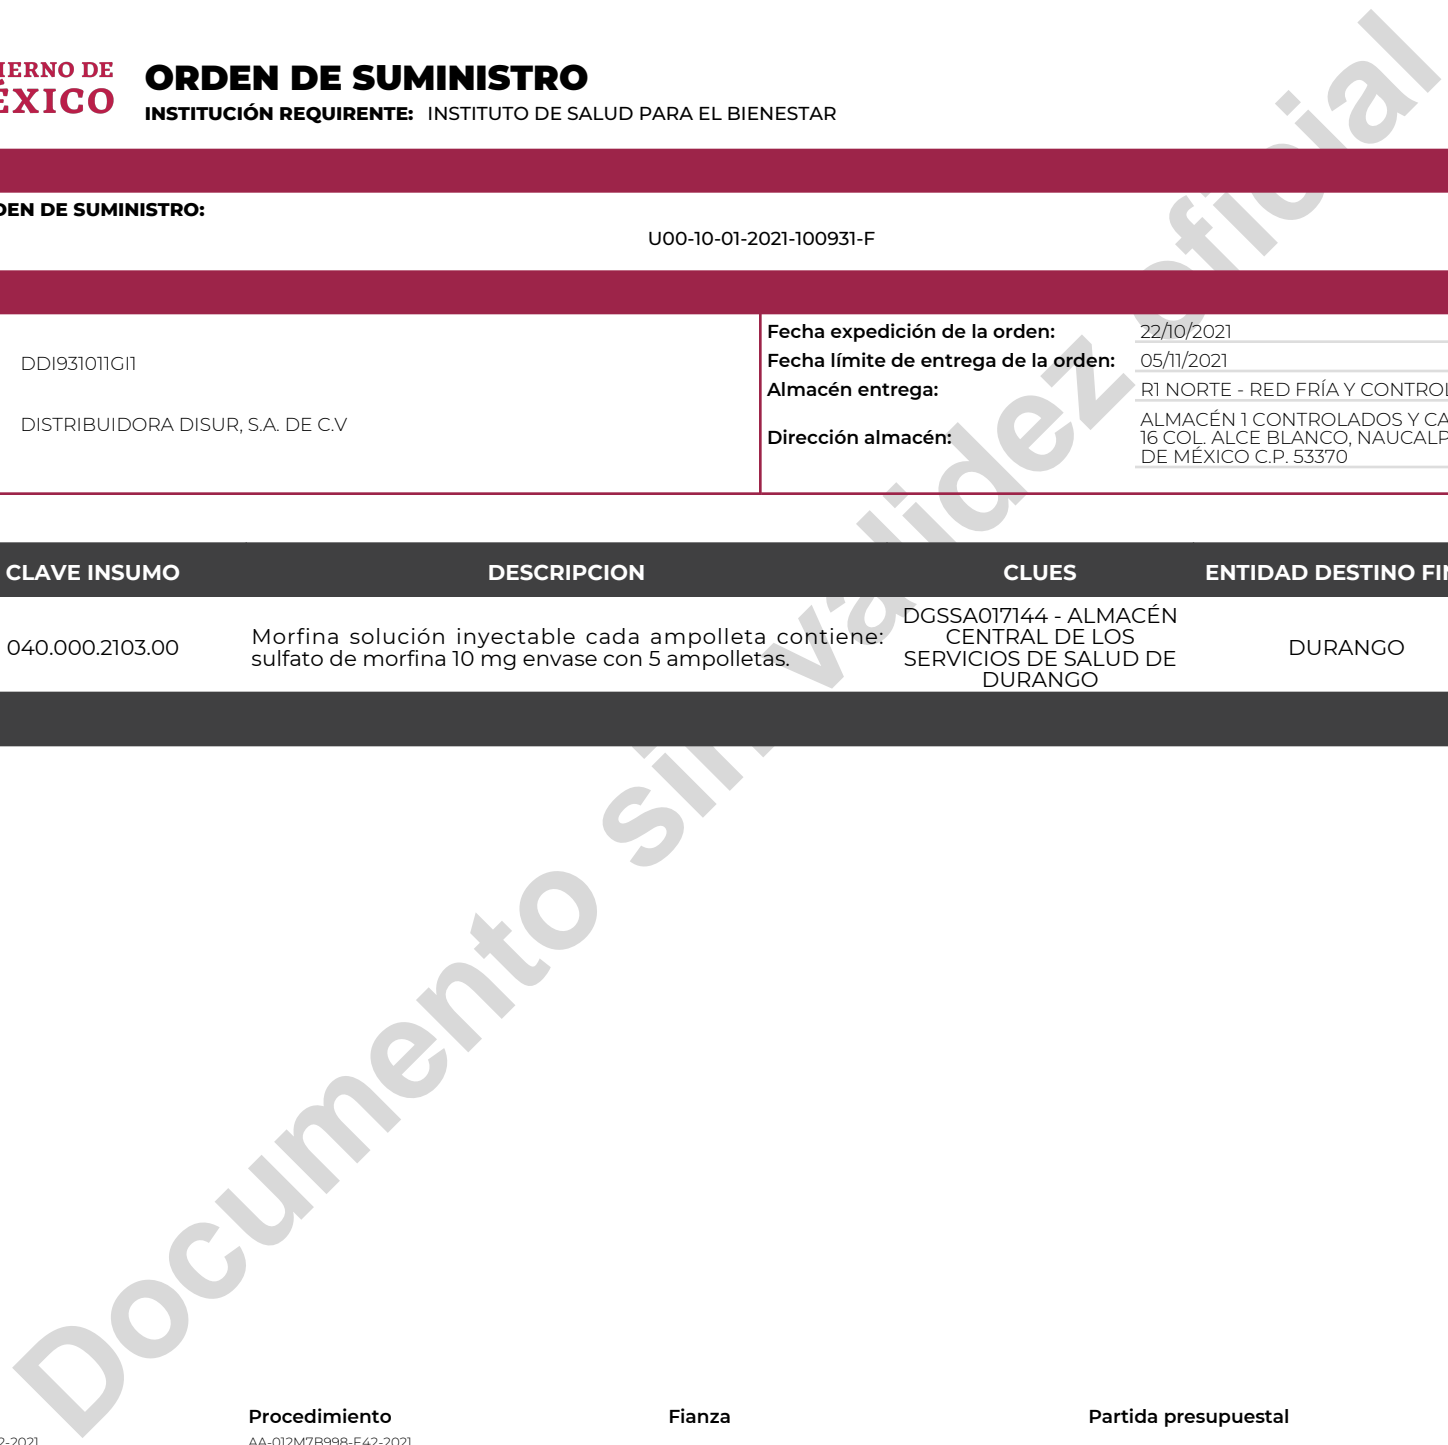 IERNO DE
ÉXICO
ORDEN DE SUMINISTRO
INSTITUCIÓN REQUIRENTE: INSTITUTO DE SALUD PARA EL BIENESTAR
DEN DE SUMINISTRO:
U00-10-01-2021-100931-F
DDI931011GI1
DISTRIBUIDORA DISUR, S.A. DE C.V
Fecha expedición de la orden: 22/10/2021
Fecha límite de entrega de la orden: 05/11/2021
Almacén entrega: R1 NORTE - RED FRÍA Y CONTROL
Dirección almacén:
ALMACÉN 1 CONTROLADOS Y CA
16 COL. ALCE BLANCO, NAUCALP
DE MÉXICO C.P. 53370
CLAVE INSUMO DESCRIPCION CLUES ENTIDAD DESTINO FIN
040.000.2103.00
Morfina solución inyectable cada ampolleta contiene:
sulfato de morfina 10 mg envase con 5 ampolletas.
DGSSA017144 - ALMACÉN
CENTRAL DE LOS
SERVICIOS DE SALUD DE
DURANGO
DURANGO
Documento sin validez oficial
Procedimiento Fianza Partida presupuestal
2-2021 AA-012M7B998-E42-2021